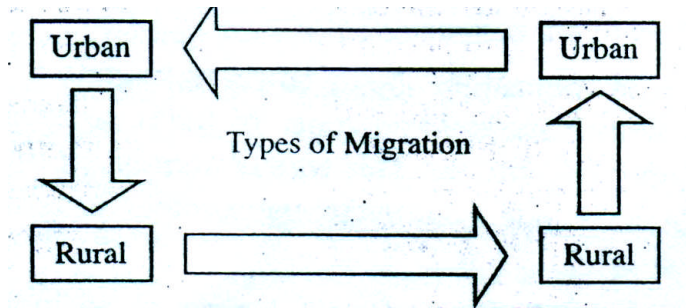 Urban
Urban
Types of Migration
Rural
Rural